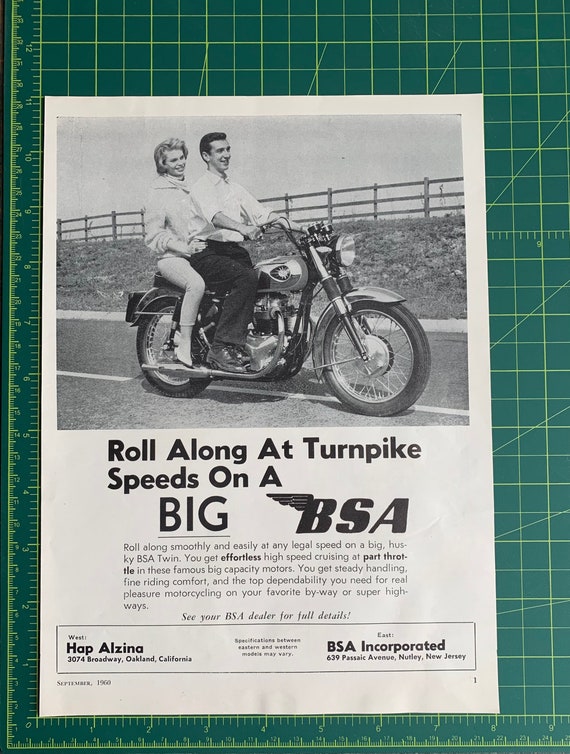 Roll Along At Turnpike
Speeds On A
BIG BSA
Roll along smoothly and easily at any legal speed on a big, hus-
ky BSA Twin. You get effortless high speed cruising at part throt-
tle in these famous big capacity motors. You get steady handling,
fine riding comfort, and the top dependability you need for real
pleasure motorcycling on your favorite by-way or super high-
ways.
See your BSA dealer for full details!
West:
Hap Alzina
3074 Broadway, Oakland, California
Specifications between
eastern and western
models may vary.
East:
BSA Incorporated
639 Passaic Avenue, Nutley, New Jersey
September, 1960
1